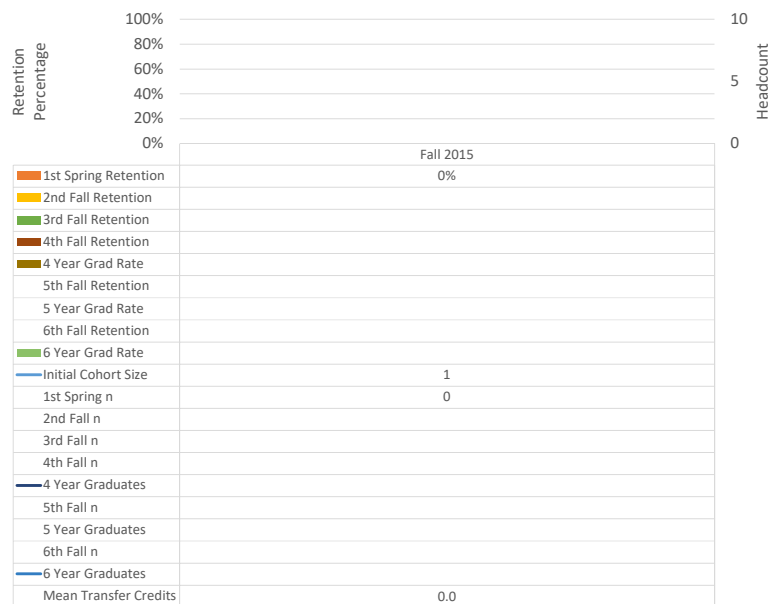 Retention
Percentage
100%
80%
60%
40%
20%
0%
10
5
0
Headcount
Fall 2015
1st Spring Retention 0%
2nd Fall Retention
3rd Fall Retention
4th Fall Retention
4 Year Grad Rate
5th Fall Retention
5 Year Grad Rate
6th Fall Retention
6 Year Grad Rate
Initial Cohort Size 1
1st Spring n 0
2nd Fall n
3rd Fall n
4th Fall n
4 Year Graduates
5th Fall n
5 Year Graduates
6th Fall n
6 Year Graduates
Mean Transfer Credits 0.0